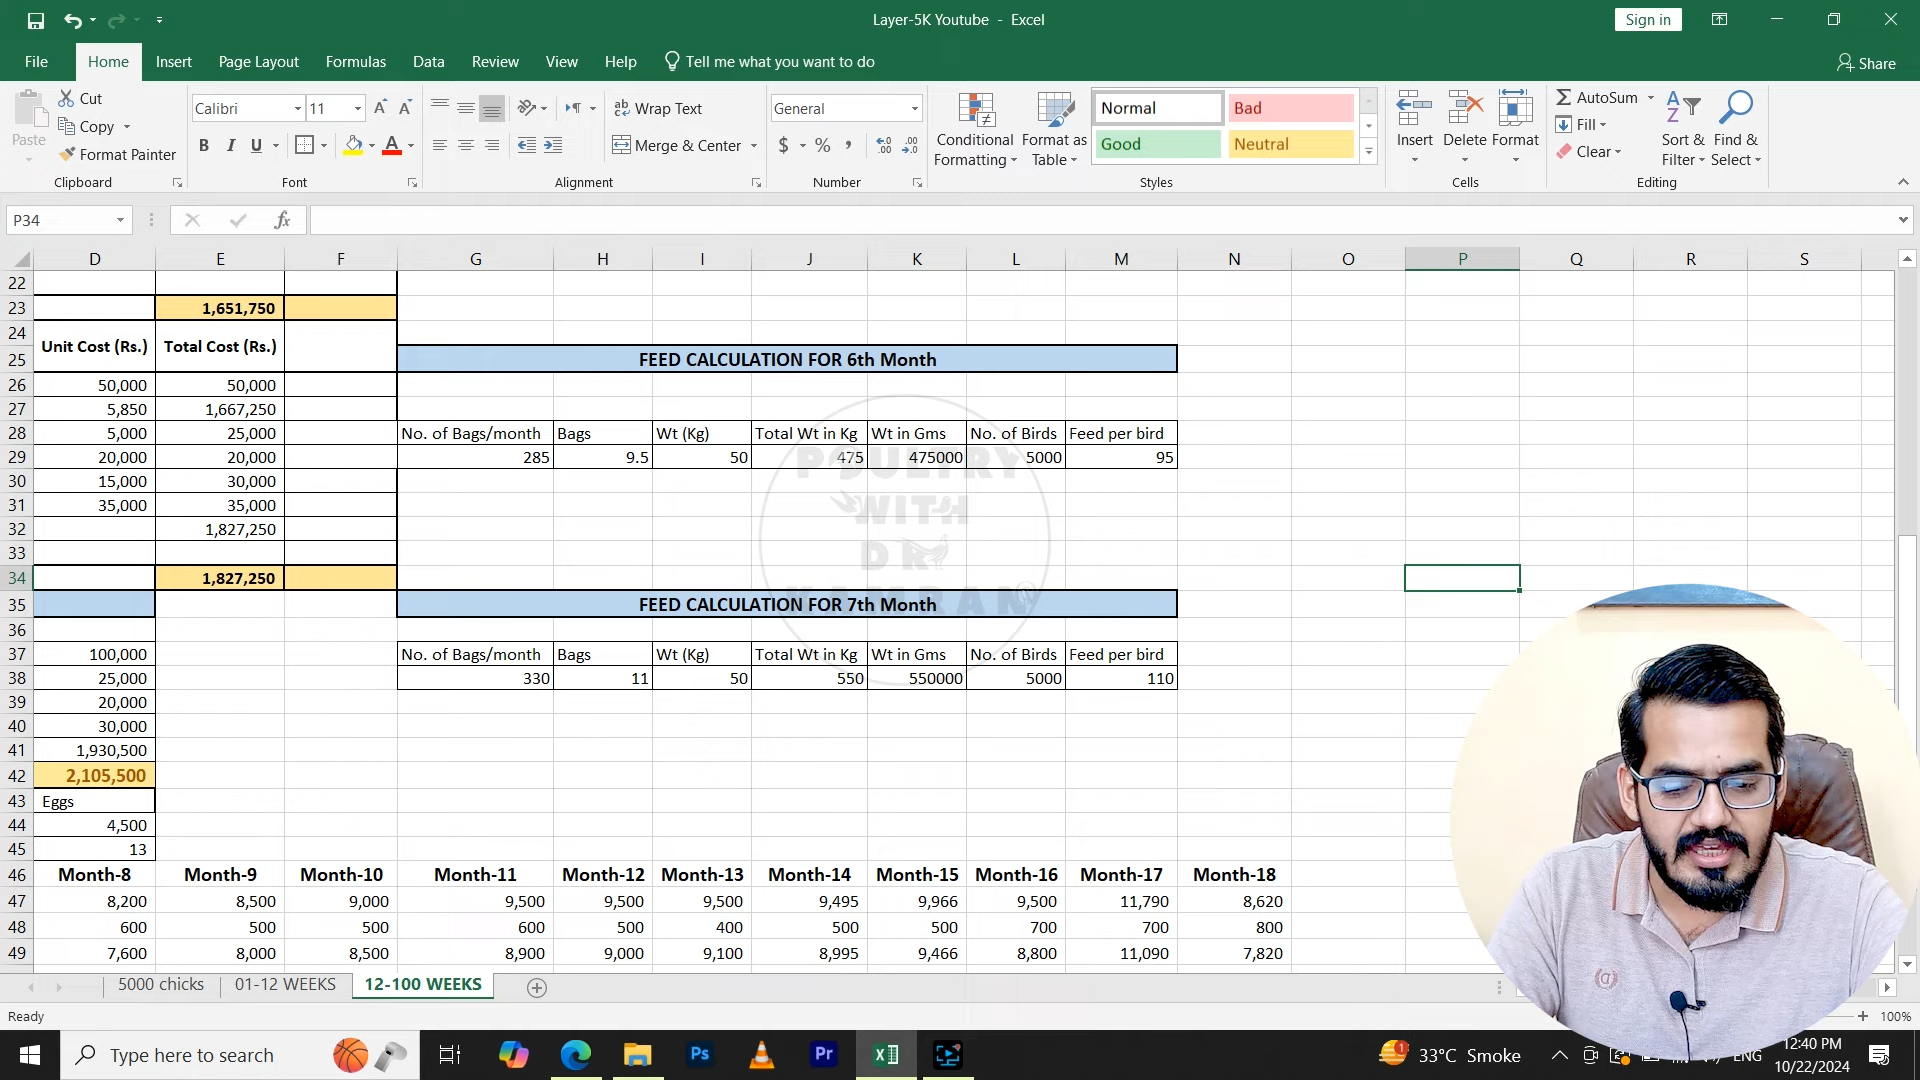 Layer-5K Youtube - Excel
Sign in
File
Home
Insert
Page Layout
Formulas
Data
Review
View
Help
Tell me what you want to do
Share
Paste
Cut
Copy
Format Painter
Clipboard
Calibri
11
B I U
Font
Wrap Text
Merge & Center
Alignment
General
$ % ,
Number
Conditional Formatting
Format as Table
Normal
Bad
Good
Neutral
Styles
Insert
Delete
Format
Cells
AutoSum
Fill
Clear
Sort & Filter
Find & Select
Editing
P34
fx
D E F G H I J K L M N O P Q R S
22
23 1,651,750
24
Unit Cost (Rs.) Total Cost (Rs.)
25 FEED CALCULATION FOR 6th Month
26 50,000 50,000
27 5,850 1,667,250
28 5,000 25,000 No. of Bags/month Bags Wt (Kg) Total Wt in Kg Wt in Gms No. of Birds Feed per bird
29 20,000 20,000 285 9.5 50 475 475000 5000 95
30 15,000 30,000
31 35,000 35,000
32 1,827,250
33
34 1,827,250
35 FEED CALCULATION FOR 7th Month
36
37 100,000 No. of Bags/month Bags Wt (Kg) Total Wt in Kg Wt in Gms No. of Birds Feed per bird
38 25,000 330 11 50 550 550000 5000 110
39 20,000
40 30,000
41 1,930,500
42 2,105,500
43 Eggs
44 4,500
45 13
46 Month-8 Month-9 Month-10 Month-11 Month-12 Month-13 Month-14 Month-15 Month-16 Month-17 Month-18
47 8,200 8,500 9,000 9,500 9,500 9,500 9,495 9,966 9,500 11,790 8,620
48 600 500 500 600 500 400 500 500 700 700 800
49 7,600 8,000 8,500 8,900 9,000 9,100 8,995 9,466 8,800 11,090 7,820
POULTRY
WITH
DR
KAMRAN
5000 chicks
01-12 WEEKS
12-100 WEEKS
Ready
100%
Type here to search
Ps
Pr
33°C Smoke
ENG
12:40 PM
10/22/2024